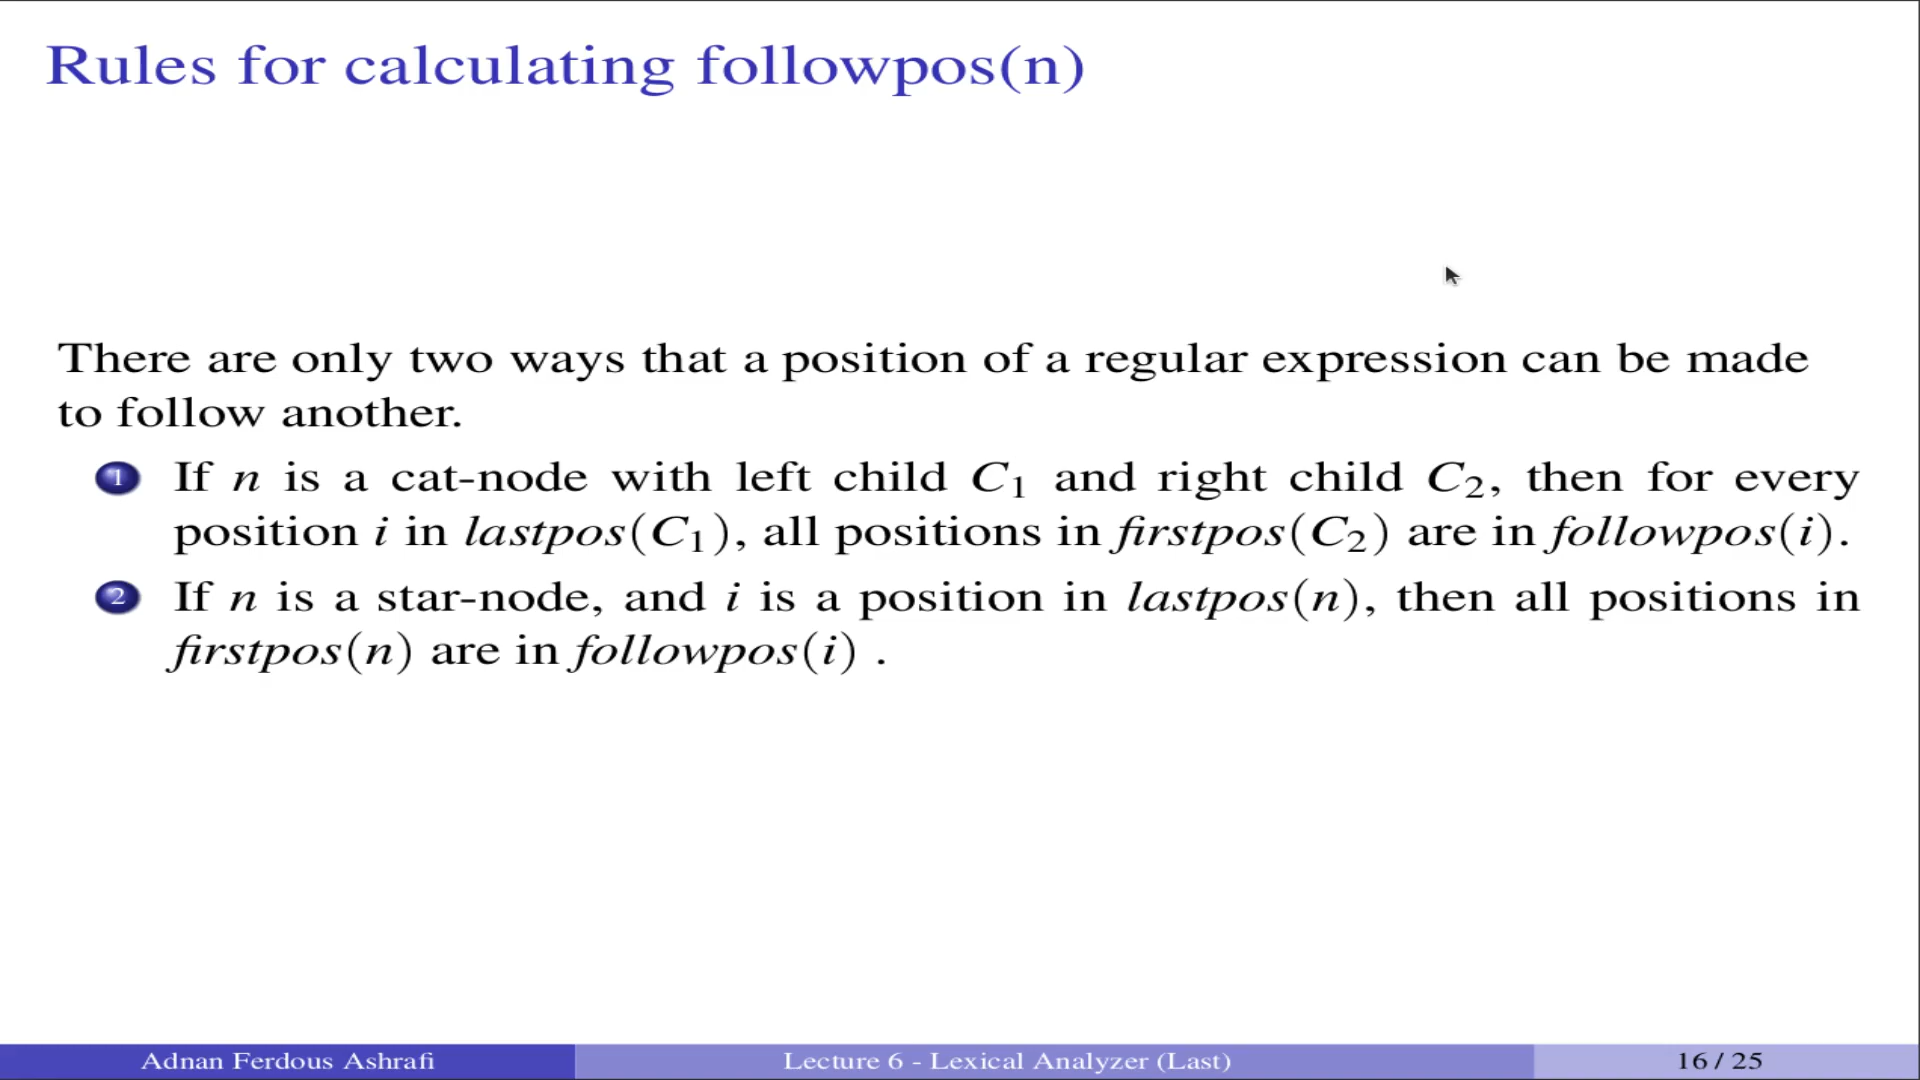 Rules for calculating followpos(n)
There are only two ways that a position of a regular expression can be made
to follow another.
1 If n is a cat-node with left child C₁ and right child C₂, then for every
position i in lastpos(C₁), all positions in firstpos(C₂) are in followpos(i).
2 If n is a star-node, and i is a position in lastpos(n), then all positions in
firstpos(n) are in followpos(i) .
Adnan Ferdous Ashrafi
Lecture 6 - Lexical Analyzer (Last)
16 / 25